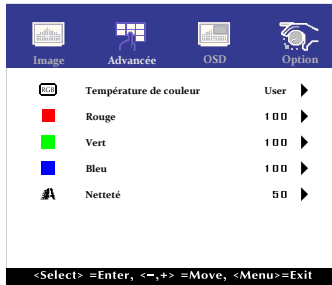 Image Advancée OSD Option
RGB Température de couleur User
Rouge 100
Vert 100
Bleu 100
Netteté 50
<Select> =Enter, <−,+> =Move, <Menu>=Exit